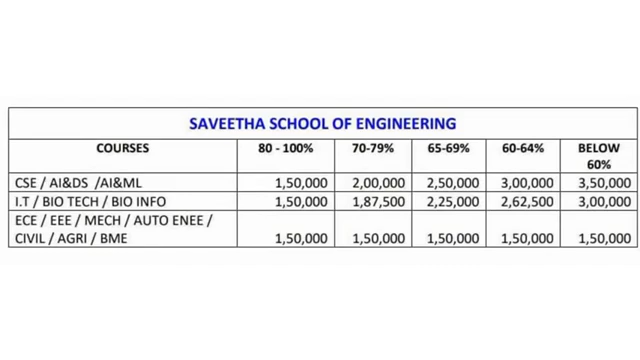 SAVEETHA SCHOOL OF ENGINEERING
COURSES 80 - 100% 70-79% 65-69% 60-64% BELOW
60%
CSE / AI&DS /AI&ML 1,50,000 2,00,000 2,50,000 3,00,000 3,50,000
I.T / BIO TECH / BIO INFO 1,50,000 1,87,500 2,25,000 2,62,500 3,00,000
ECE / EEE / MECH / AUTO ENEE /
CIVIL / AGRI / BME 1,50,000 1,50,000 1,50,000 1,50,000 1,50,000